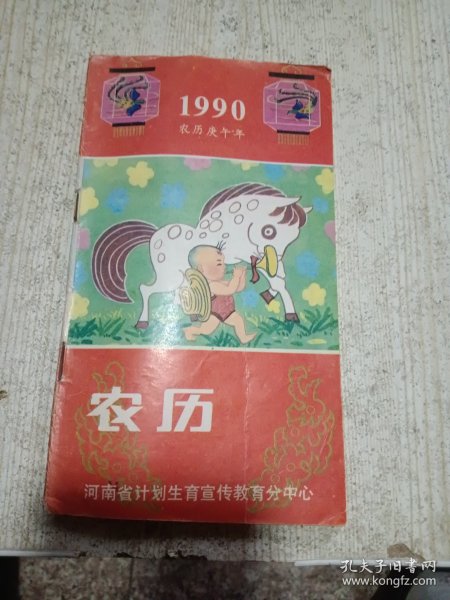 1990
农历庚午年
农历
河南省计划生育宣传教育分中心
孔夫子旧书网
www.kongfz.com